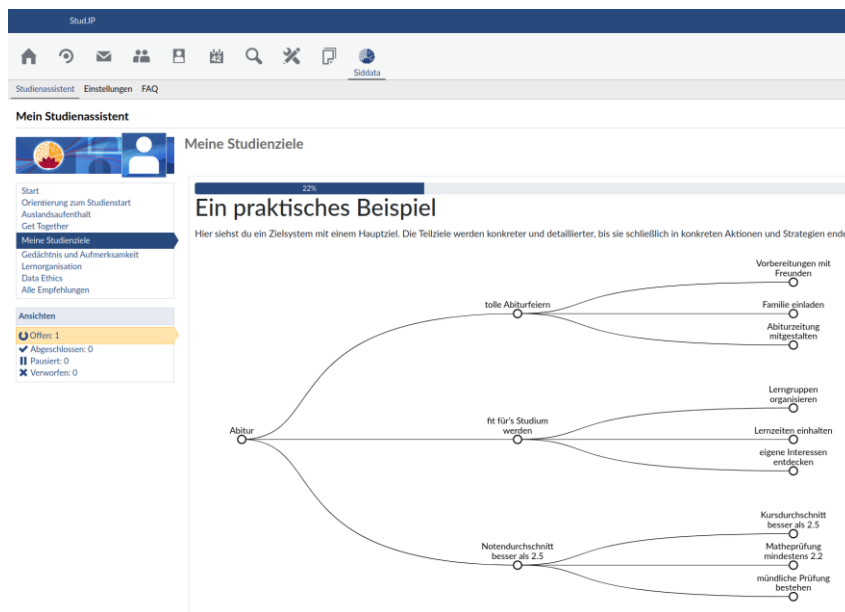 Stud.IP
42
Siddata
Studienassistent Einstellungen FAQ
Mein Studienassistent
Meine Studienziele
Start
Orientierung zum Studienstart
Auslandsaufenthalt
Get Together
Meine Studienziele
Gedächtnis und Aufmerksamkeit
Lernorganisation
Data Ethics
Alle Empfehlungen
Ansichten
Offen: 1
Abgeschlossen: 0
Pausiert: 0
Verworfen: 0
22%
Ein praktisches Beispiel
Hier siehst du ein Zielsystem mit einem Hauptziel. Die Teilziele werden konkreter und detaillierter, bis sie schließlich in konkreten Aktionen und Strategien ende
Abitur
tolle Abiturfeiern
Vorbereitungen mit
Freunden
Familie einladen
Abiturzeitung
mitgestalten
fit für's Studium
werden
Lerngruppen
organisieren
Lernzeiten einhalten
eigene Interessen
entdecken
Notendurchschnitt
besser als 2.5
Kursdurchschnitt
besser als 2.5
Matheprüfung
mindestens 2.2
mündliche Prüfung
bestehen